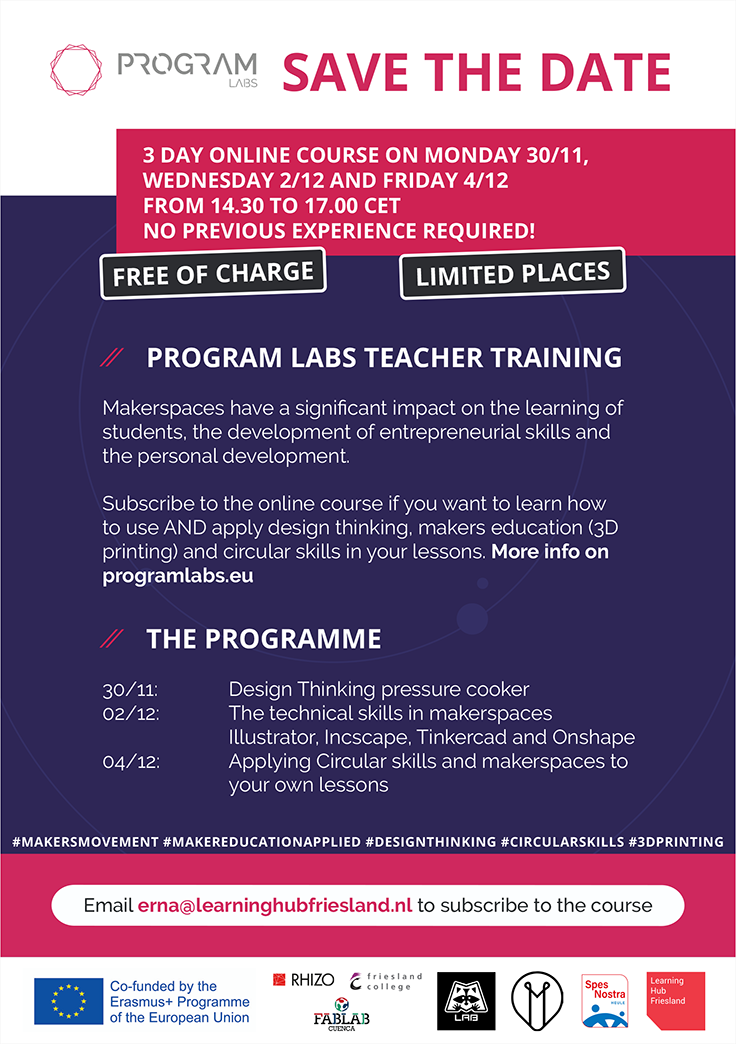 PROGRAM
LABS
SAVE THE DATE
3 DAY ONLINE COURSE ON MONDAY 30/11,
WEDNESDAY 2/12 AND FRIDAY 4/12
FROM 14.30 TO 17.00 CET
NO PREVIOUS EXPERIENCE REQUIRED!
FREE OF CHARGE
LIMITED PLACES
// PROGRAM LABS TEACHER TRAINING
Makerspaces have a significant impact on the learning of
students, the development of entrepreneurial skills and
the personal development.
Subscribe to the online course if you want to learn how
to use AND apply design thinking, makers education (3D
printing) and circular skills in your lessons. More info on
programlabs.eu
// THE PROGRAMME
30/11: Design Thinking pressure cooker
02/12: The technical skills in makerspaces
Illustrator, Incscape, Tinkercad and Onshape
04/12: Applying Circular skills and makerspaces to
your own lessons
#MAKERSMOVEMENT #MAKEREDUCATIONAPPLIED #DESIGNTHINKING #CIRCULARSKILLS #3DPRINTING
Email erna@learninghubfriesland.nl to subscribe to the course
Co-funded by the
Erasmus+ Programme
of the European Union
RHIZO
friesland
college
FABLAB
CUENCA
LAB
Spes
Nostra
HEULE
Learning
Hub
Friesland